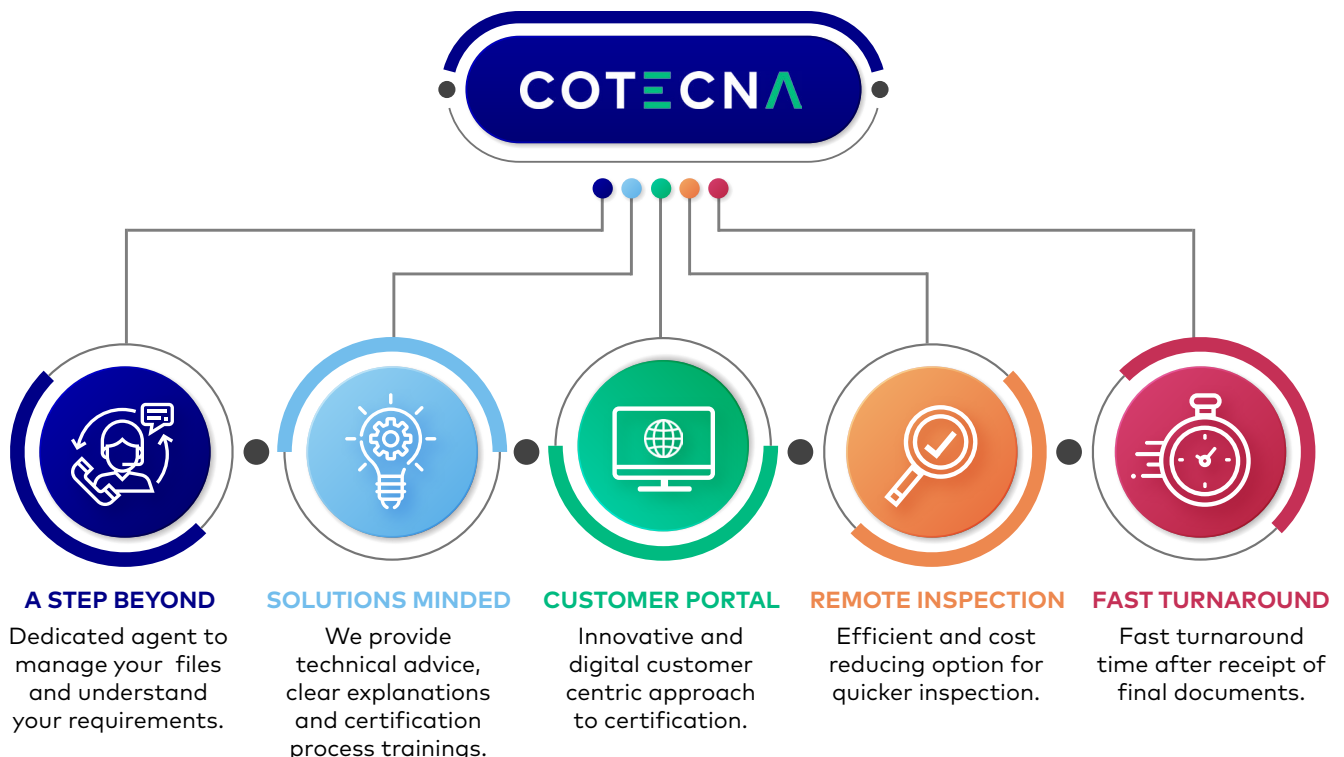 COTECNA
A STEP BEYOND
Dedicated agent to
manage your files
and understand
your requirements.
SOLUTIONS MINDED
We provide
technical advice,
clear explanations
and certification
process trainings.
CUSTOMER PORTAL
Innovative and
digital customer
centric approach
to certification.
REMOTE INSPECTION
Efficient and cost
reducing option for
quicker inspection.
FAST TURNAROUND
Fast turnaround
time after receipt of
final documents.